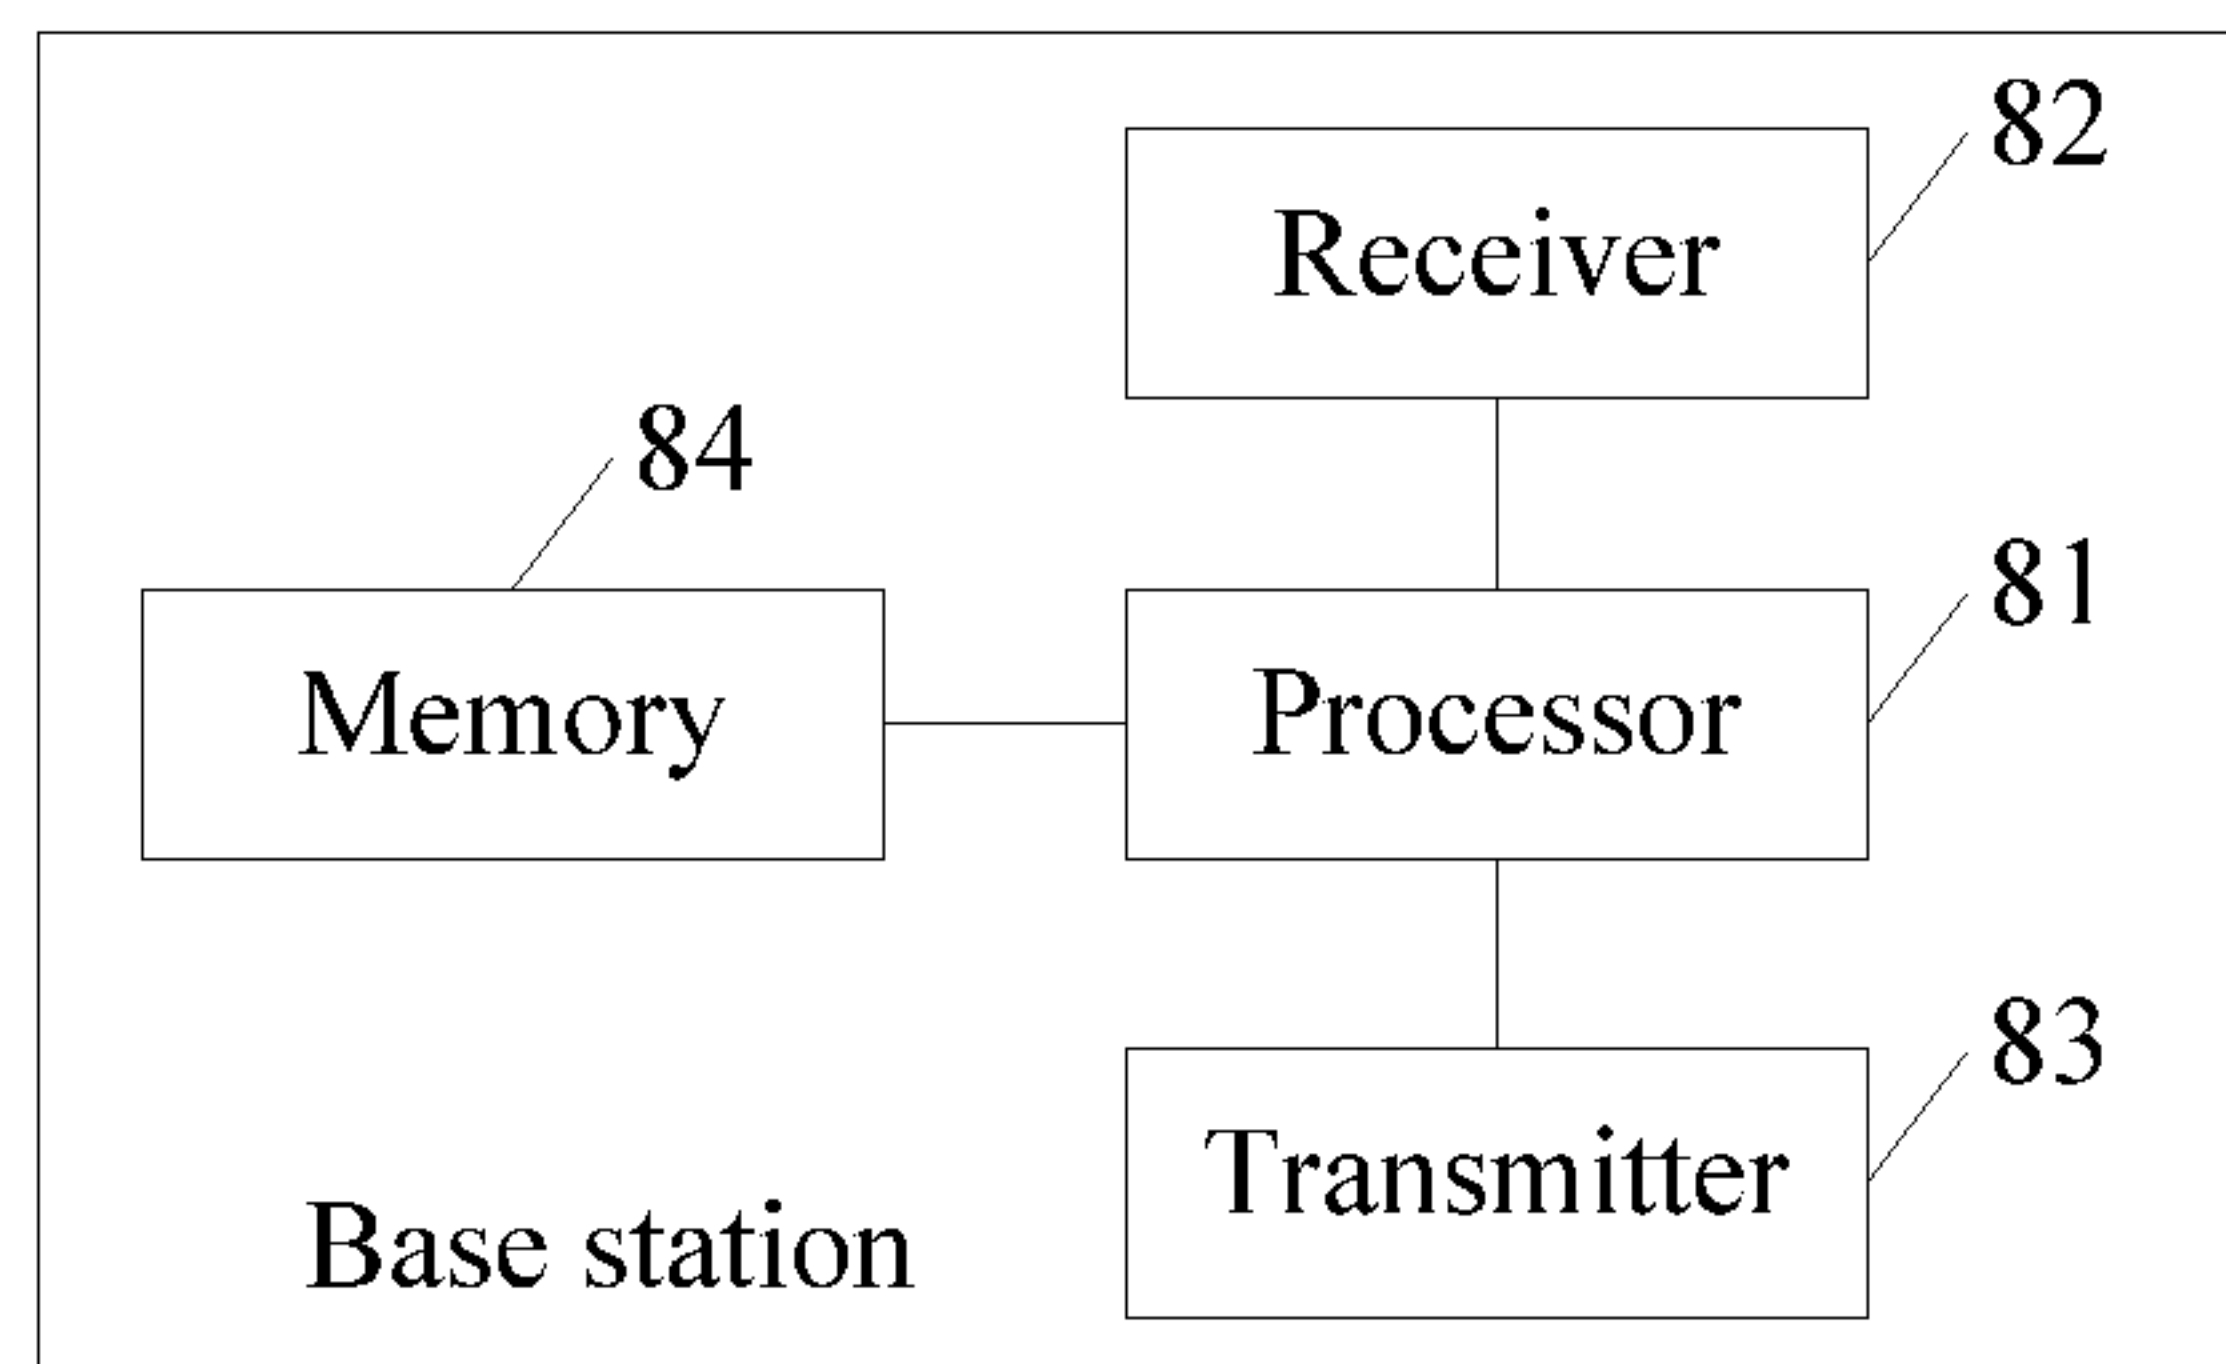 82
Receiver
84
81
Memory
Processor
83
Transmitter
Base station